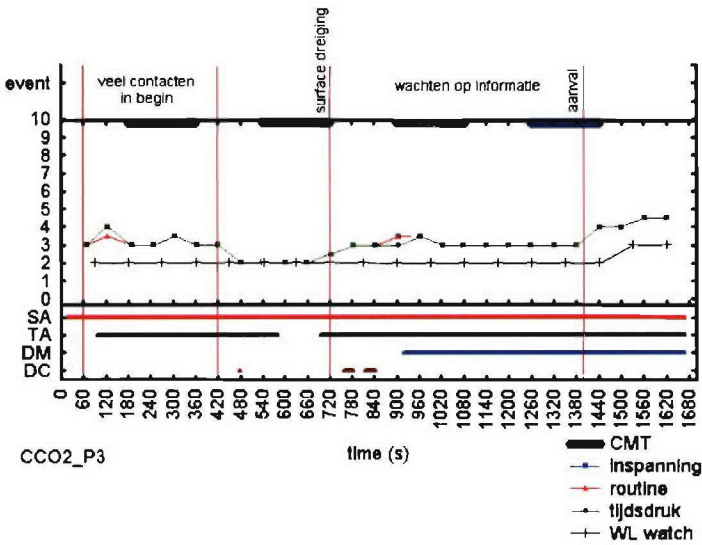 event
veel contacten
in begin
surface dreiging
wachten op informatie
aanval
10
9
8
7
6
5
4
3
2
1
0
SA
TA
DM
DC
0 60 120 180 240 300 360 420 480 540 600 660 720 780 840 900 960 1020 1080 1140 1200 1260 1320 1380 1440 1500 1560 1620 1680
CCO2_P3
time (s)
CMT
inspanning
routine
tijdsdruk
WL watch